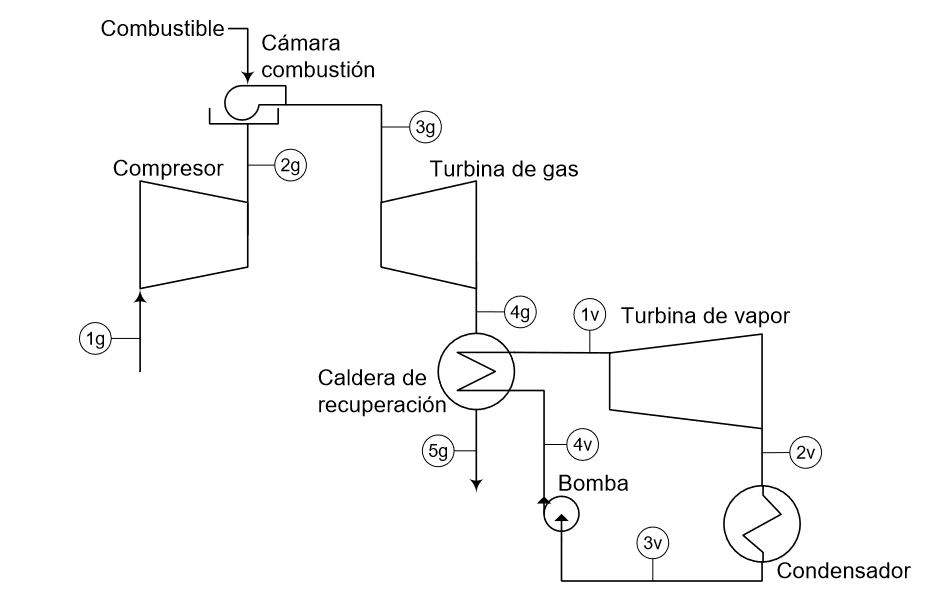 Combustible
Cámara
combustión
3g
2g
Compresor
Turbina de gas
4g
1v
Turbina de vapor
1g
Caldera de
recuperación
5g
4v
2v
Bomba
3v
Condensador